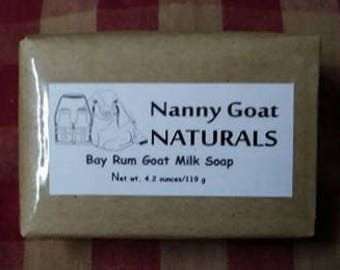 Nanny Goat
NATURALS
Bay Rum Goat Milk Soap
Net wt. 4.2 ounces/119 g